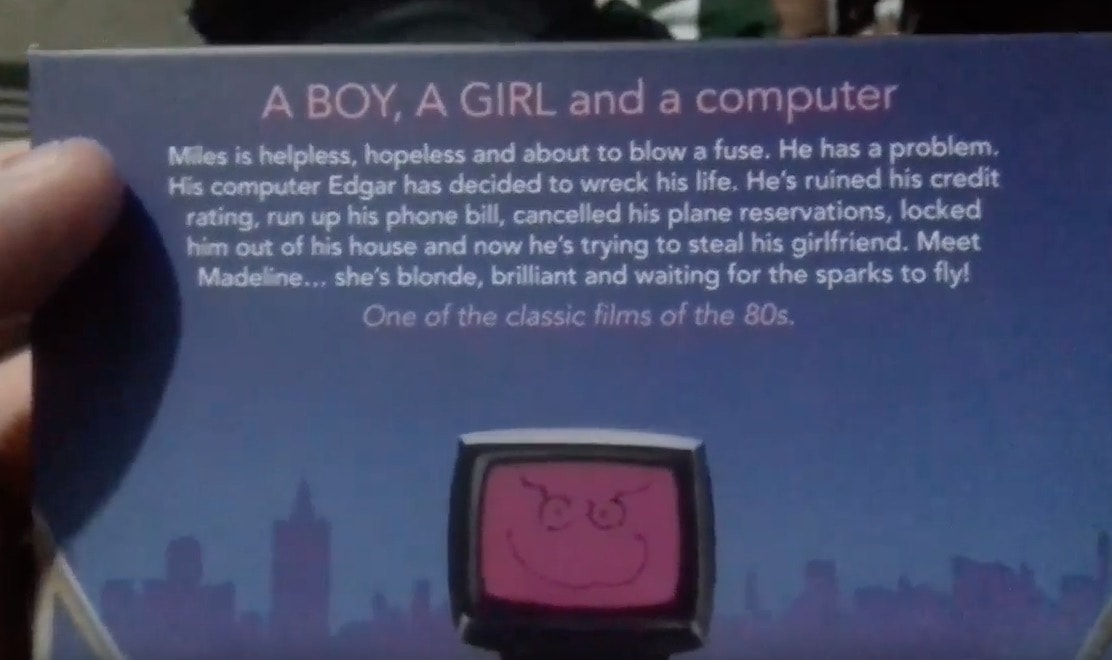 A BOY, A GIRL and a computer
Miles is helpless, hopeless and about to blow a fuse. He has a problem.
His computer Edgar has decided to wreck his life. He's ruined his credit
rating, run up his phone bill, cancelled his plane reservations, locked
him out of his house and now he's trying to steal his girlfriend. Meet
Madeline... she's blonde, brilliant and waiting for the sparks to fly!
One of the classic films of the 80s.